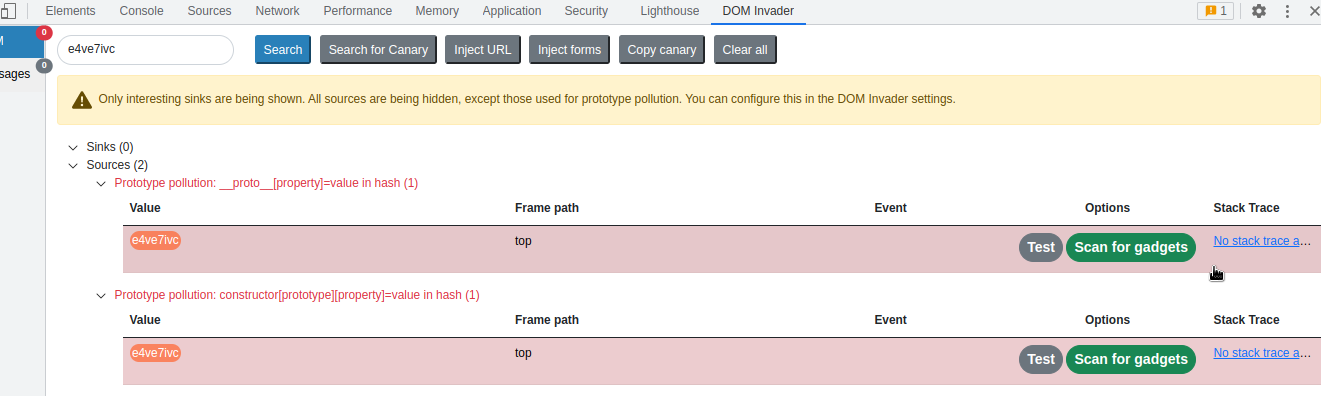 Elements Console Sources Network Performance Memory Application Security Lighthouse DOM Invader 1
M 0
sages 0
e4ve7ivc Search Search for Canary Inject URL Inject forms Copy canary Clear all
Only interesting sinks are being shown. All sources are being hidden, except those used for prototype pollution. You can configure this in the DOM Invader settings.
Sinks (0)
Sources (2)
Prototype pollution: __proto__[property]=value in hash (1)
Value Frame path Event Options Stack Trace
e4ve7ivc top Test Scan for gadgets No stack trace a...
Prototype pollution: constructor[prototype][property]=value in hash (1)
Value Frame path Event Options Stack Trace
e4ve7ivc top Test Scan for gadgets No stack trace a...